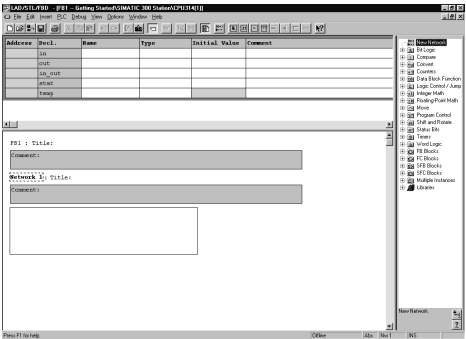 LAD/STL/FBD - [FB1 -- Getting Started\SIMATIC 300 Station\CPU314(1)]
File Edit Insert PLC Debug View Options Window Help
Address Decl. Name Type Initial Value Comment
in
out
in_out
stat
temp
FB1 : Title:
Comment:
Network 1: Title:
Comment:
New Network
Bit Logic
Compare
Convert
Counters
Data Block Function
Logic Control / Jump
Integer Math
Floating-Point Math
Move
Program Control
Shift and Rotate
Status Bits
Timers
Word Logic
FB Blocks
FC Blocks
SFB Blocks
SFC Blocks
Multiple Instances
Libraries
New Network
Press F1 for help.
Offline Abs Nw 1 INS